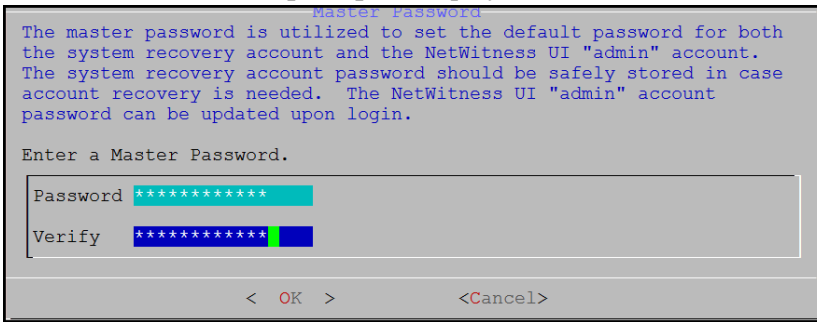 Master Password
The master password is utilized to set the default password for both
the system recovery account and the NetWitness UI "admin" account.
The system recovery account password should be safely stored in case
account recovery is needed.  The NetWitness UI "admin" account
password can be updated upon login.
Enter a Master Password.
Password ************
Verify ************
< OK > <Cancel>